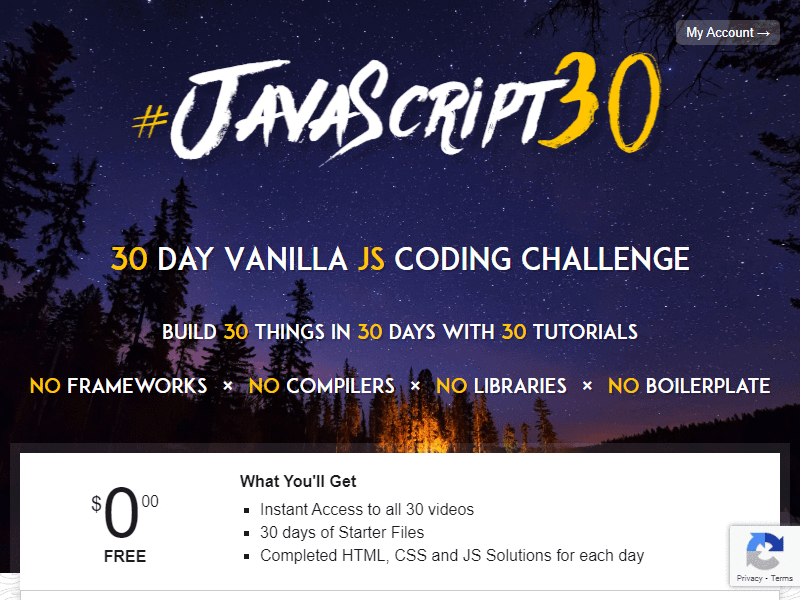 My Account →
#JAVASCRIPT30
30 DAY VANILLA JS CODING CHALLENGE
BUILD 30 THINGS IN 30 DAYS WITH 30 TUTORIALS
NO FRAMEWORKS × NO COMPILERS × NO LIBRARIES × NO BOILERPLATE
$000
FREE
What You'll Get
Instant Access to all 30 videos
30 days of Starter Files
Completed HTML, CSS and JS Solutions for each day
Privacy - Terms